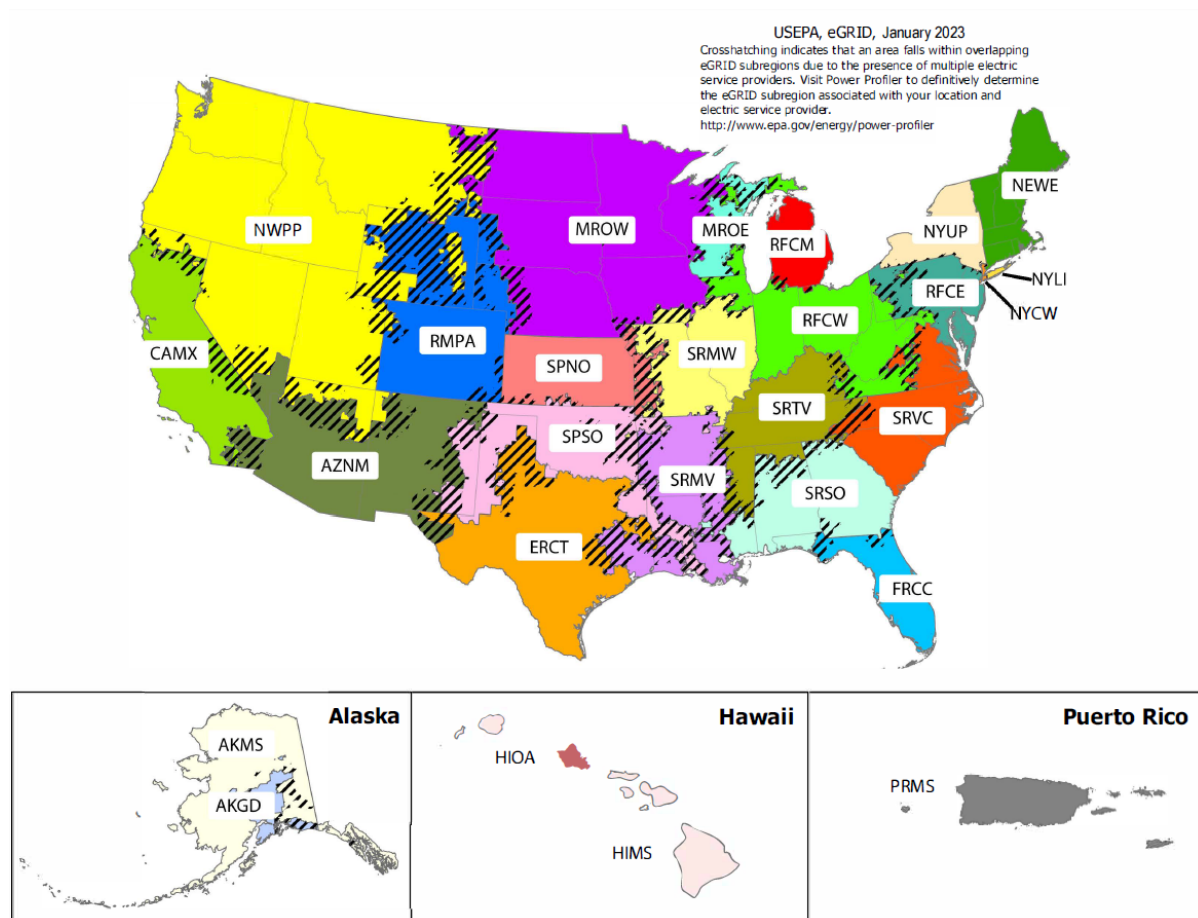 USEPA, eGRID, January 2023
Crosshatching indicates that an area falls within overlapping
eGRID subregions due to the presence of multiple electric
service providers. Visit Power Profiler to definitively determine
the eGRID subregion associated with your location and
electric service provider.
http://www.epa.gov/energy/power-profiler
NEWE
NWPP
MROW
MROE
RFCM
NYUP
NYLI
RFCE
NYCW
CAMX
RMPA
SPNO
SRMW
RFCW
SRTV
SRVC
AZNM
SPSO
SRMV
SRSO
ERCT
FRCC
Alaska
AKMS
AKGD
Hawaii
HIOA
HIMS
Puerto Rico
PRMS